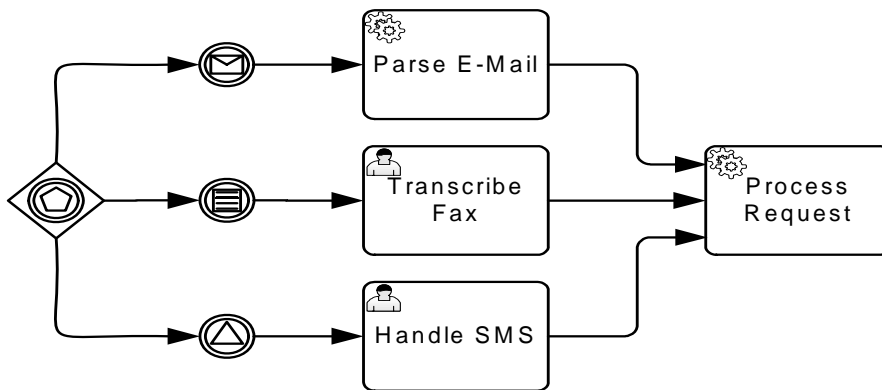 Parse E-Mail
Transcribe
Fax
Process
Request
Handle SMS